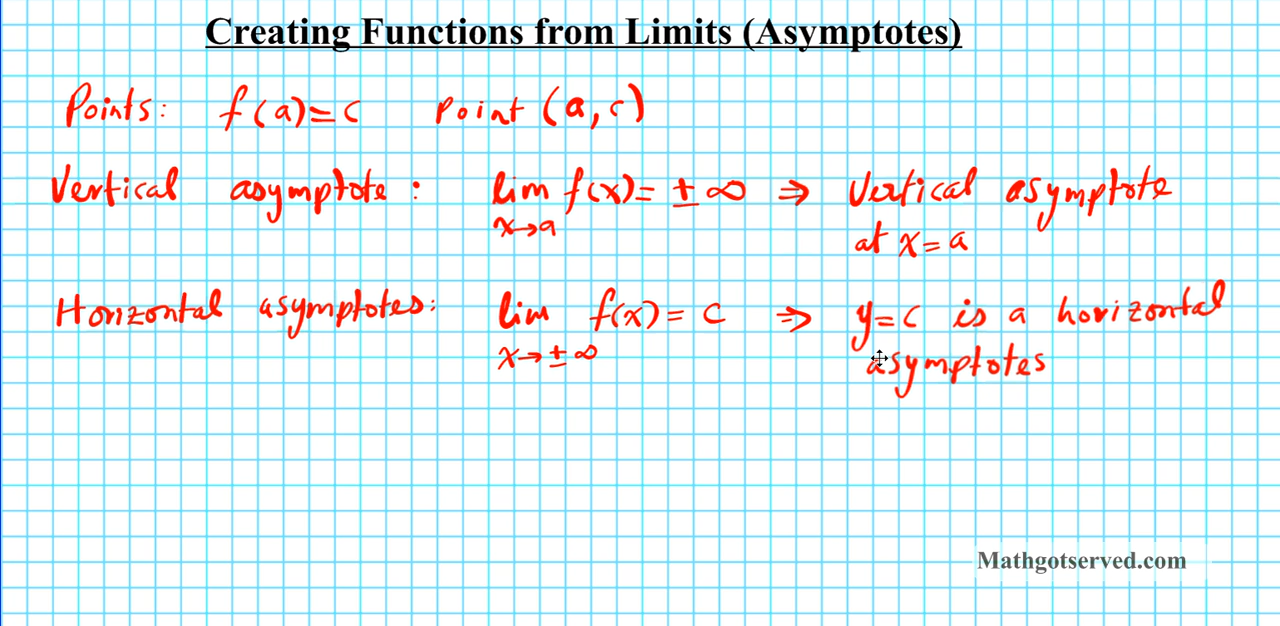 Creating Functions from Limits (Asymptotes)
Points: f(a)=c Point (a,c)
Vertical asymptote: lim f(x)=±∞ ⇒ Vertical asymptote
x→a at x=a
Horizontal asymptotes: lim f(x)=c ⇒ y=c is a horizontal
x→±∞ asymptotes
Mathgotserved.com